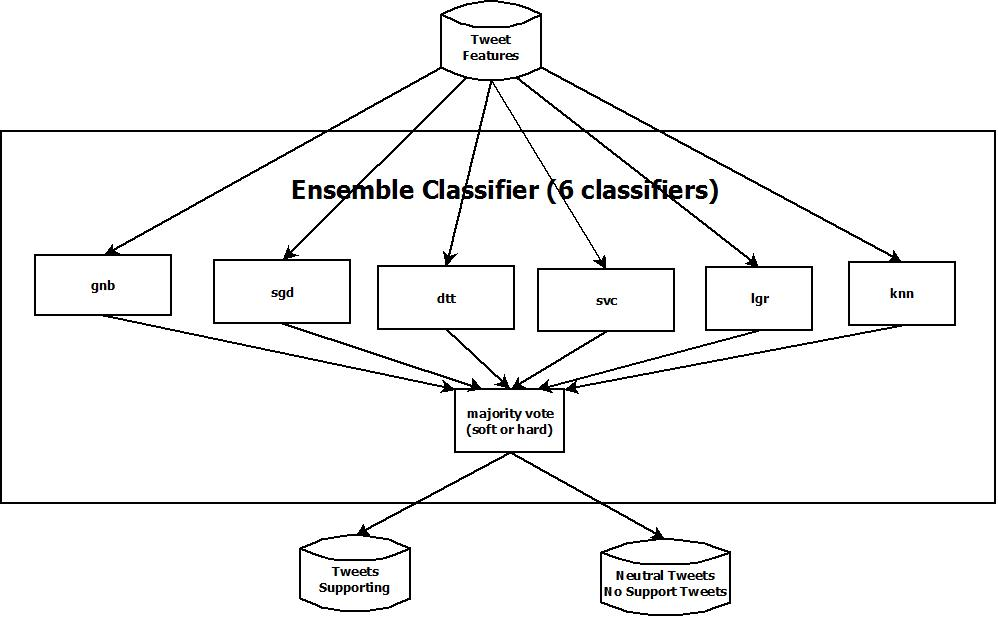 Tweet
Features
Ensemble Classifier (6 classifiers)
gnb
sgd
dtt
svc
lgr
knn
majority vote
(soft or hard)
Tweets
Supporting
Neutral Tweets
No Support Tweets